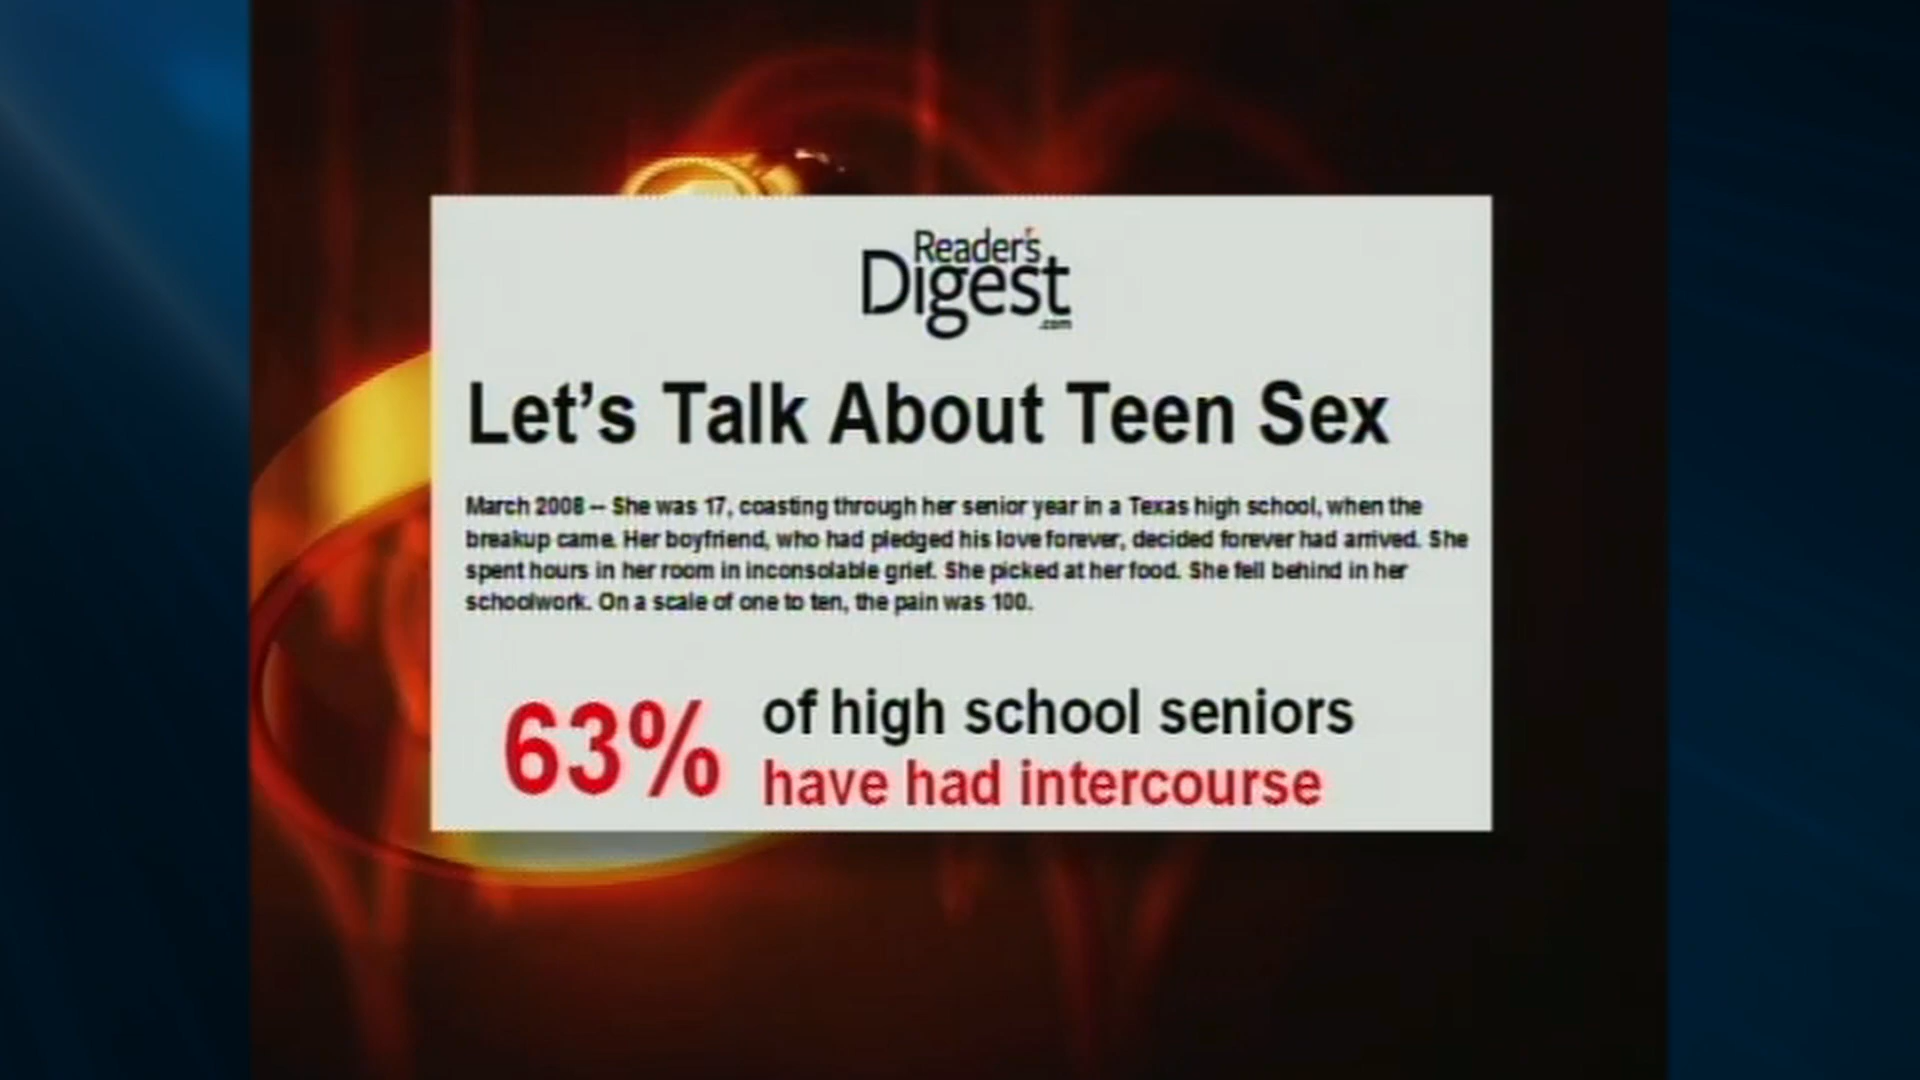 Reader's
Digest
.com
Let's Talk About Teen Sex
March 2008 -- She was 17, coasting through her senior year in a Texas high school, when the
breakup came. Her boyfriend, who had pledged his love forever, decided forever had arrived. She
spent hours in her room in inconsolable grief. She picked at her food. She fell behind in her
schoolwork. On a scale of one to ten, the pain was 100.
63% of high school seniors
have had intercourse